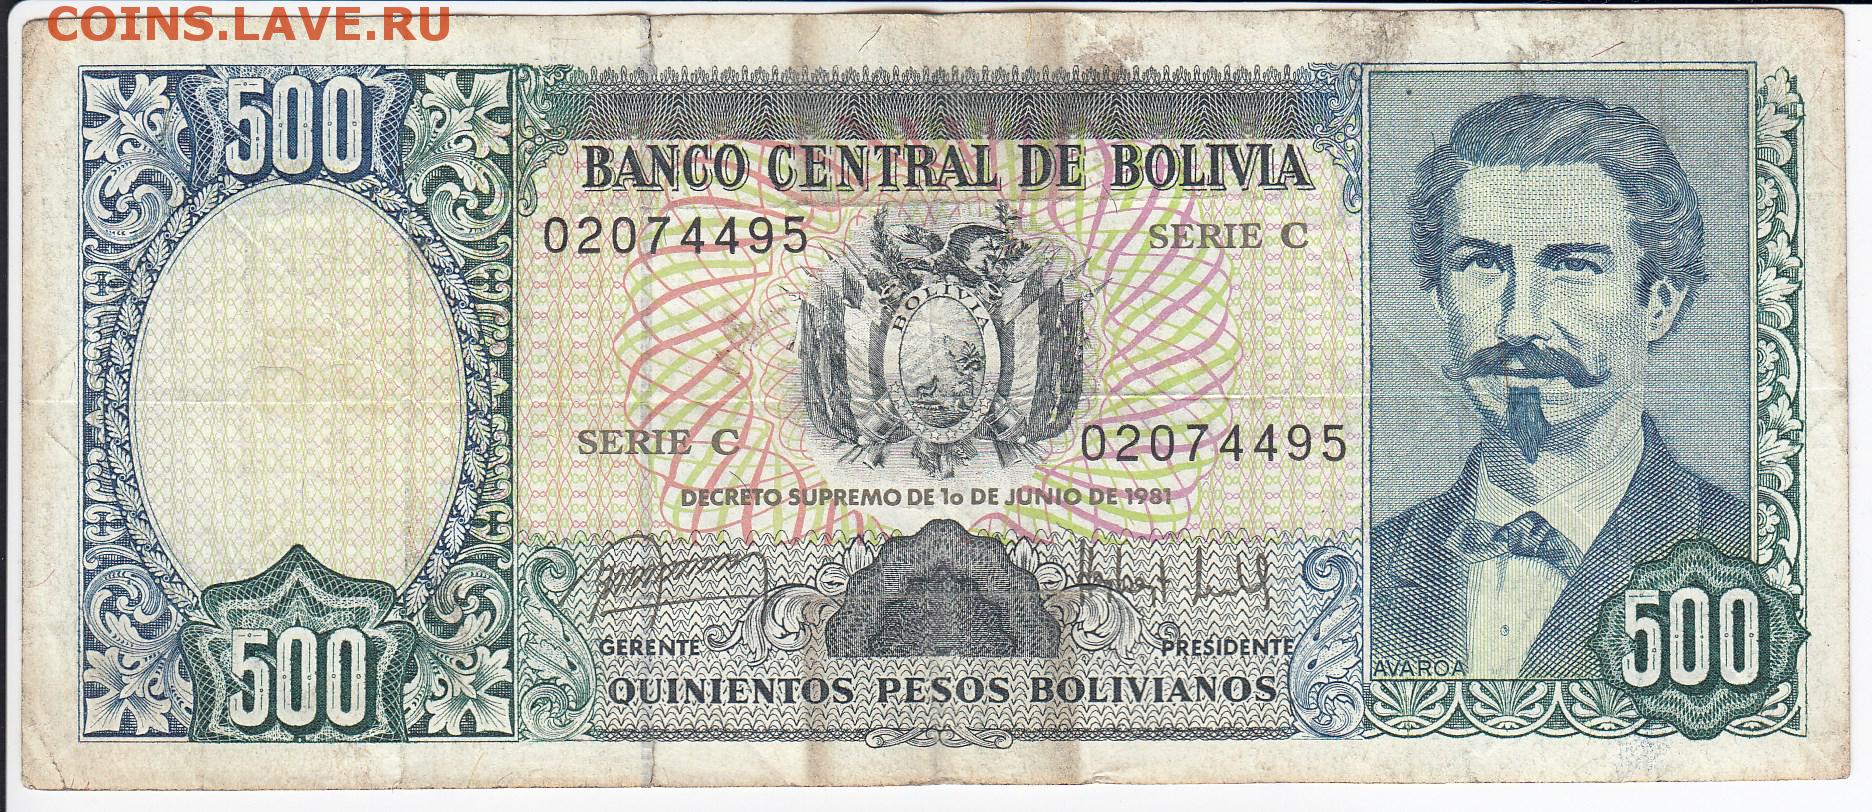 COINS.LAVE.RU
500
BANCO CENTRAL DE BOLIVIA
02074495
SERIE C
BOLIVIA
SERIE C
02074495
DECRETO SUPREMO DE 1o DE JUNIO DE 1981
GERENTE
PRESIDENTE
500
QUINIENTOS PESOS BOLIVIANOS
AVAROA
500